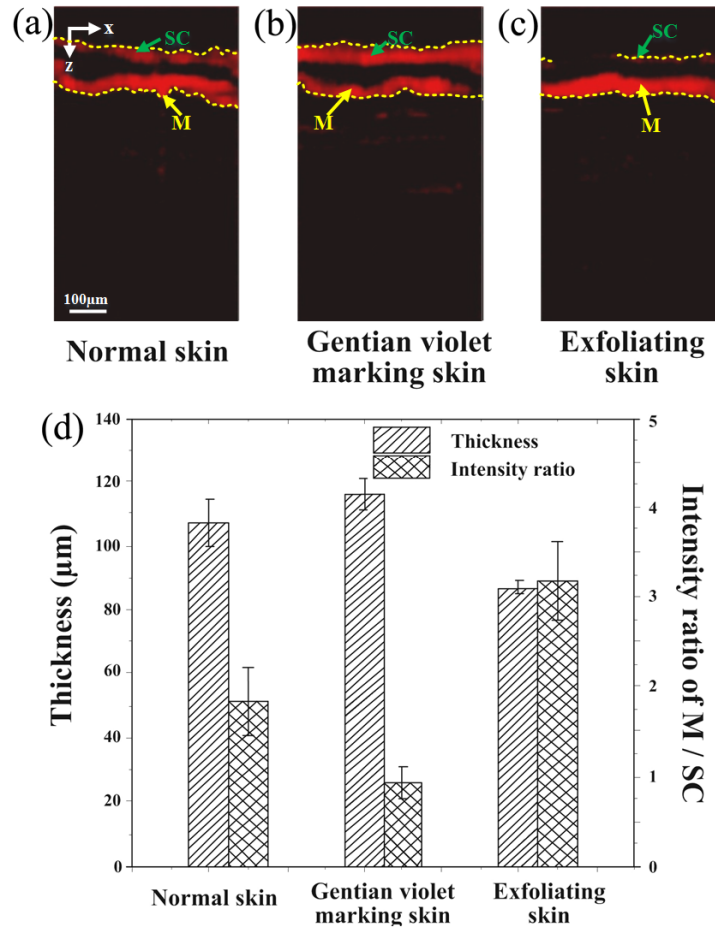 (a)
x
z
SC
M
100μm
Normal skin
(b)
SC
M
Gentian violet
marking skin
(c)
SC
M
Exfoliating
skin
(d)
Thickness (μm)
140
120
100
80
60
40
20
0
Thickness
Intensity ratio
5
4
3
2
1
0
Intensity ratio of M / SC
Normal skin
Gentian violet
marking skin
Exfoliating
skin